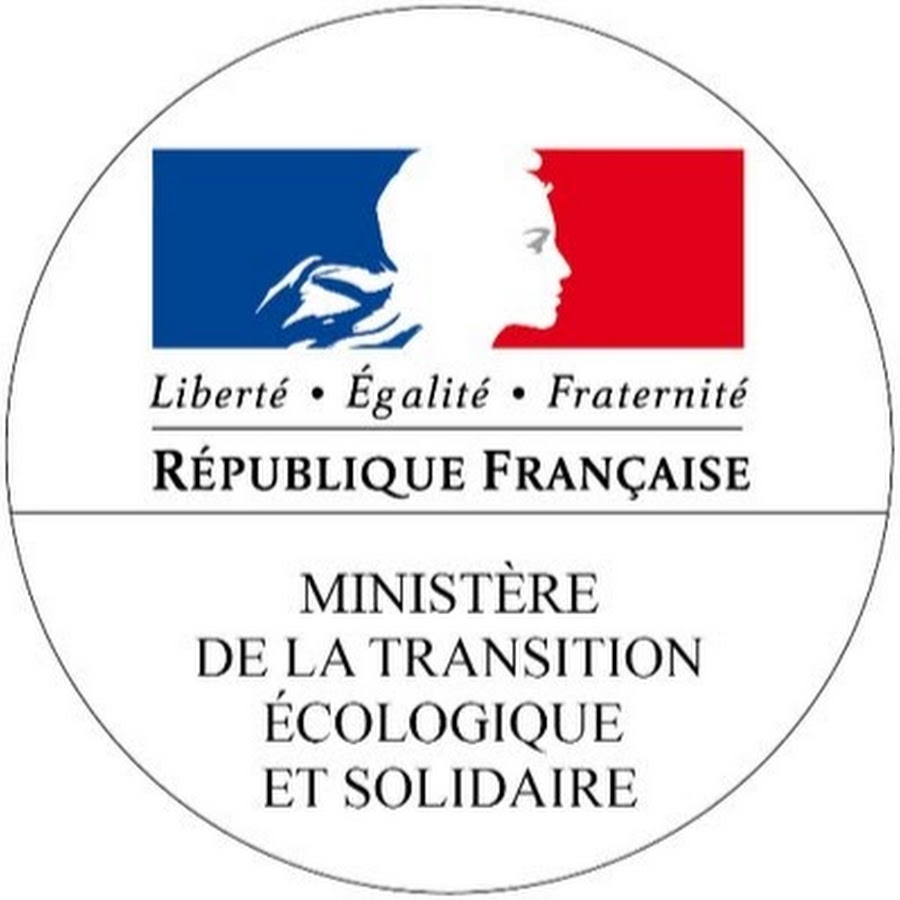 Liberté • Égalité • Fraternité
RÉPUBLIQUE FRANÇAISE
MINISTÈRE
DE LA TRANSITION
ÉCOLOGIQUE
ET SOLIDAIRE